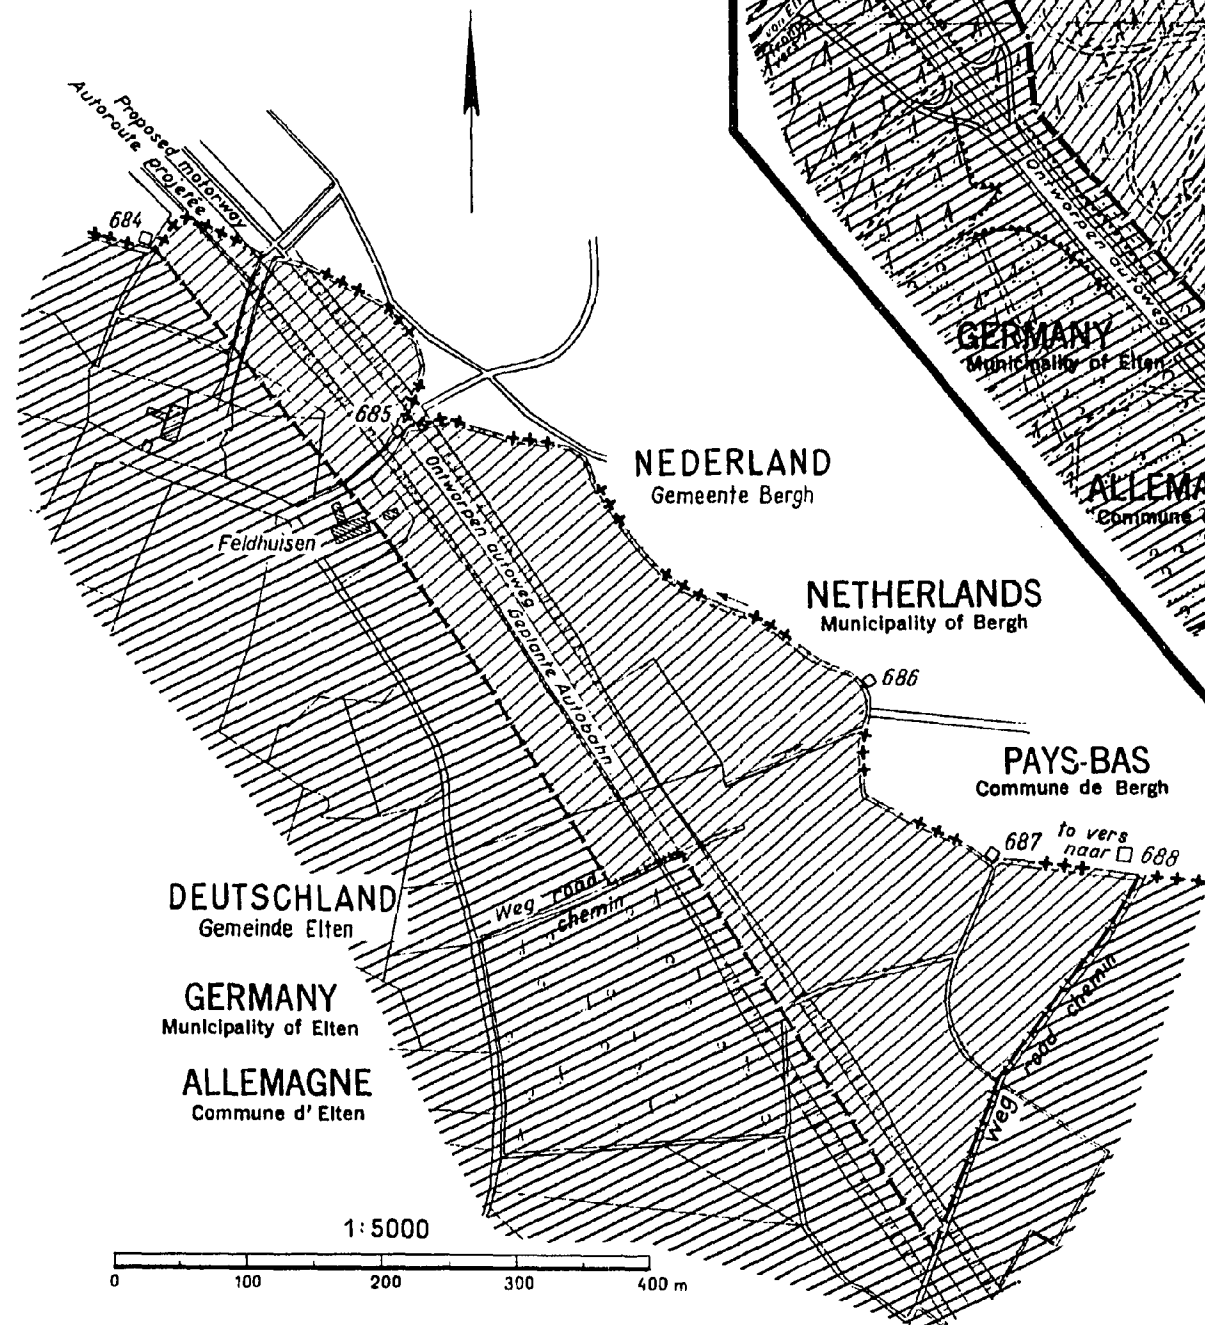 Proposed motorway
Autoroute projetée
684
685
Feldhuisen
Ontworpen autoweg
Geplante Autobahn
NEDERLAND
Gemeente Bergh
NETHERLANDS
Municipality of Bergh
686
PAYS-BAS
Commune de Bergh
687
to vers
naar 688
Weg road
chemin
Weg road chemin
DEUTSCHLAND
Gemeinde Elten
GERMANY
Municipality of Elten
ALLEMAGNE
Commune d' Elten
1:5000
0 100 200 300 400 m
Ontworpen autoweg
GERMANY
Municipality of Elten
ALLEMA
Commune